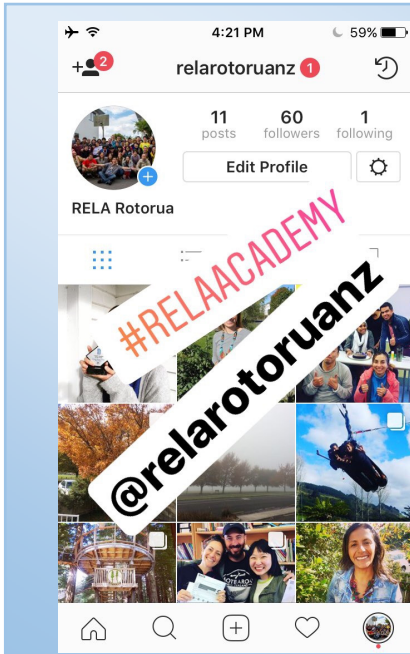 4:21 PM
59%
2
relarotoruanz 1
11 60 1
posts followers following
Edit Profile
RELA Rotorua
#RELAACADEMY
@relarotoruanz